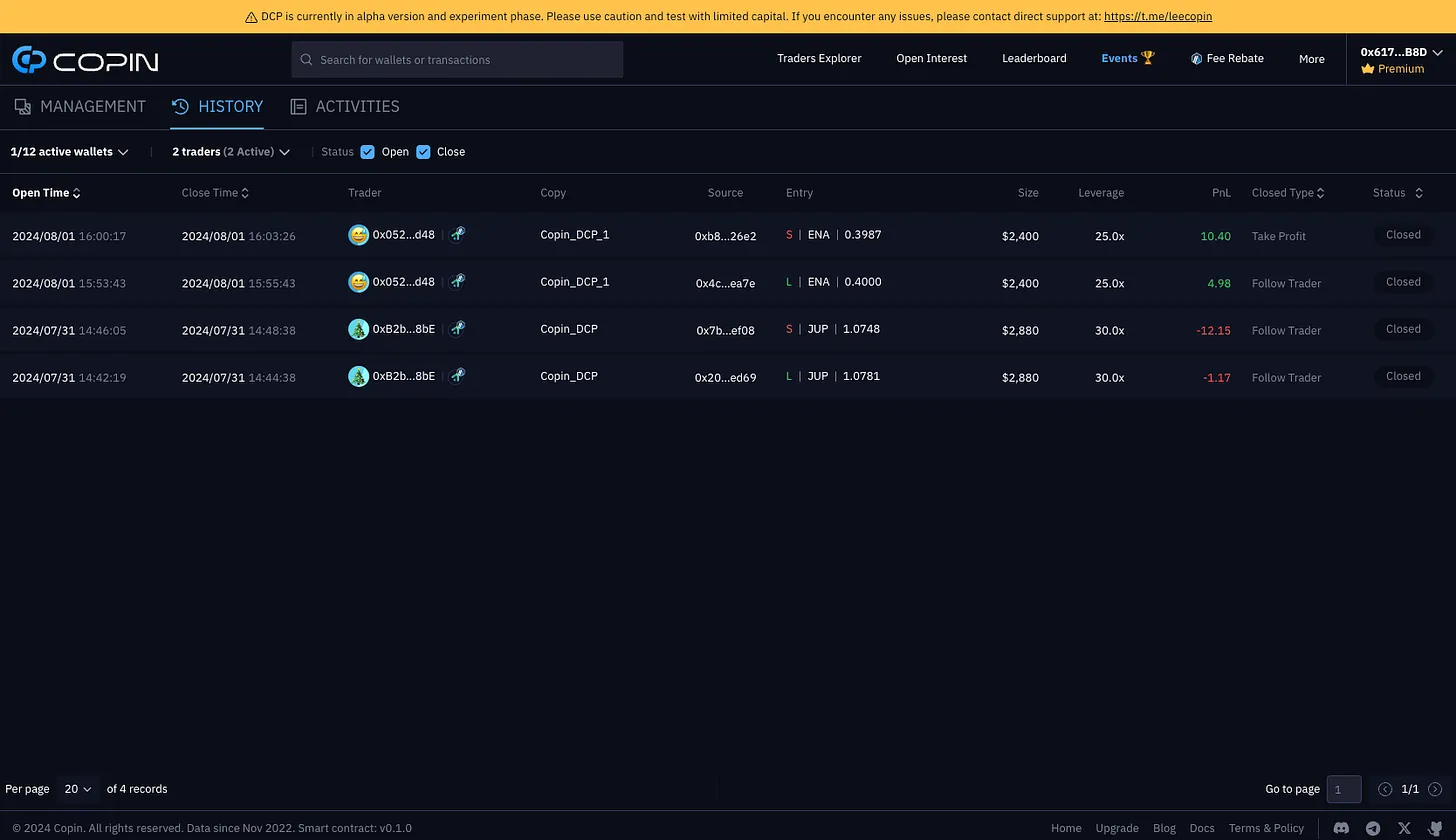 DCP is currently in alpha version and experiment phase. Please use caution and test with limited capital. If you encounter any issues, please contact direct support at: https://t.me/leecopin
COPIN Search for wallets or transactions Traders Explorer Open Interest Leaderboard Events Fee Rebate More 0x617...B8D
Premium
MANAGEMENT HISTORY ACTIVITIES
1/12 active wallets | 2 traders (2 Active) | Status Open Close
Open Time Close Time Trader Copy Source Entry Size Leverage PnL Closed Type Status
2024/08/01 16:00:17 2024/08/01 16:03:26 0x052...d48 | Copin_DCP_1 0xb8...26e2 S | ENA | 0.3987 $2,400 25.0x 10.40 Take Profit Closed
2024/08/01 15:53:43 2024/08/01 15:55:43 0x052...d48 | Copin_DCP_1 0x4c...ea7e L | ENA | 0.4000 $2,400 25.0x 4.98 Follow Trader Closed
2024/07/31 14:46:05 2024/07/31 14:48:38 0xB2b...8bE | Copin_DCP 0x7b...ef08 S | JUP | 1.0748 $2,880 30.0x -12.15 Follow Trader Closed
2024/07/31 14:42:19 2024/07/31 14:44:38 0xB2b...8bE | Copin_DCP 0x20...ed69 L | JUP | 1.0781 $2,880 30.0x -1.17 Follow Trader Closed
Per page 20 of 4 records Go to page 1 1/1
© 2024 Copin. All rights reserved. Data since Nov 2022. Smart contract: v0.1.0 Home Upgrade Blog Docs Terms & Policy